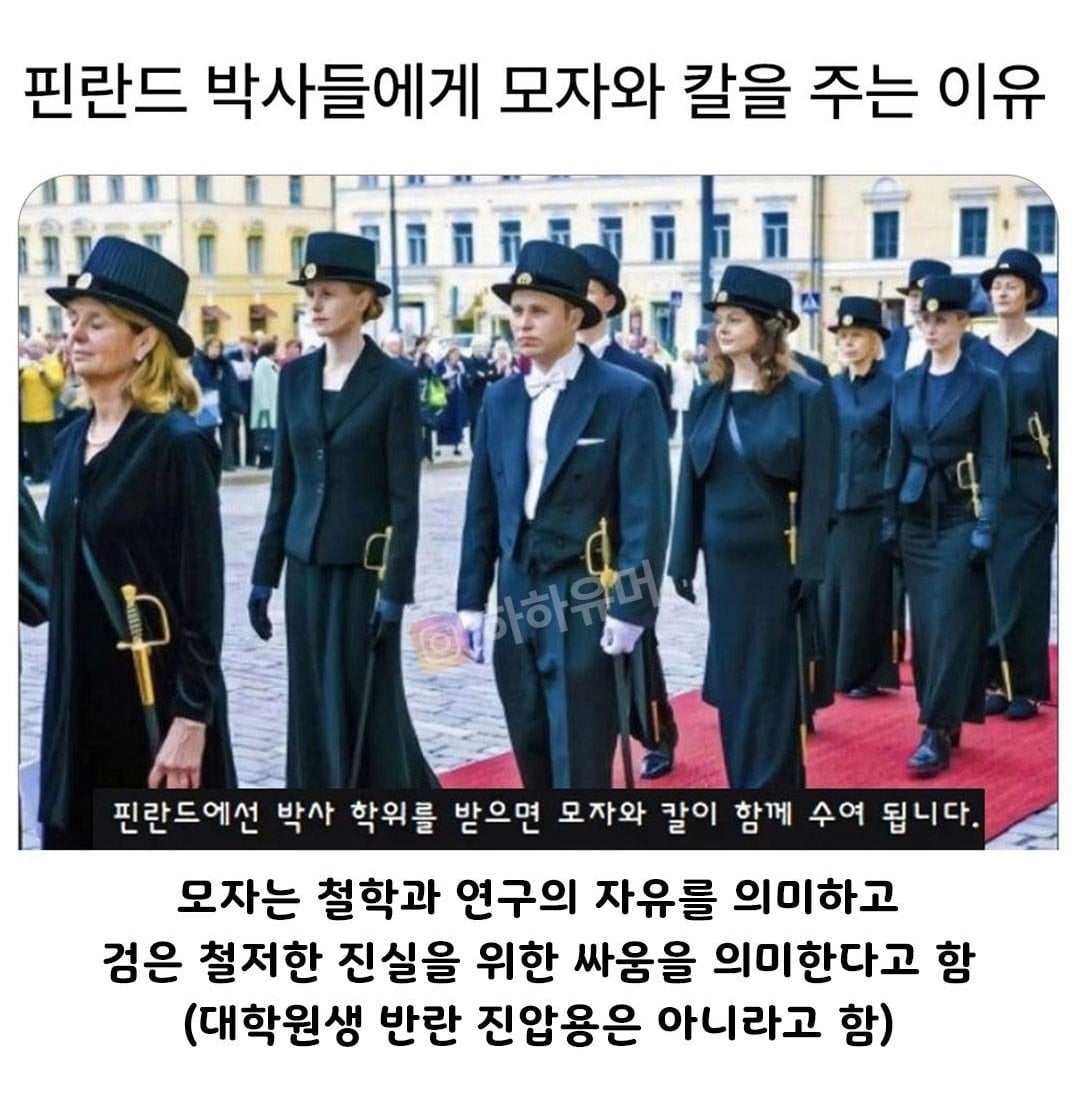 핀란드 박사들에게 모자와 칼을 주는 이유
하하유머
핀란드에선 박사 학위를 받으면 모자와 칼이 함께 수여 됩니다.
모자는 철학과 연구의 자유를 의미하고
검은 철저한 진실을 위한 싸움을 의미한다고 함
(대학원생 반란 진압용은 아니라고 함)